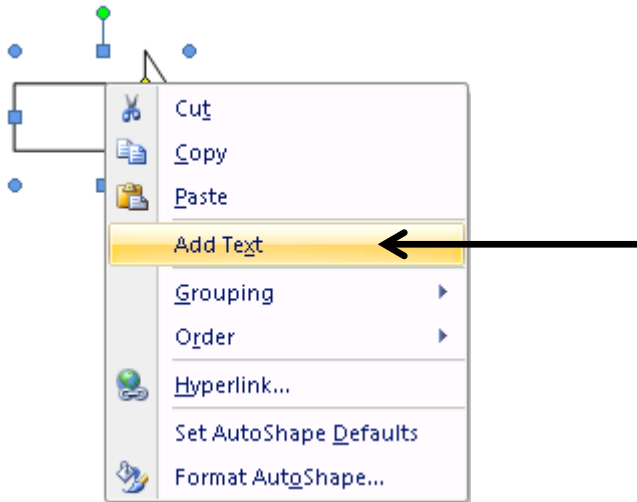 Cut
Copy
Paste
Add Text
Grouping
Order
Hyperlink...
Set AutoShape Defaults
Format AutoShape...